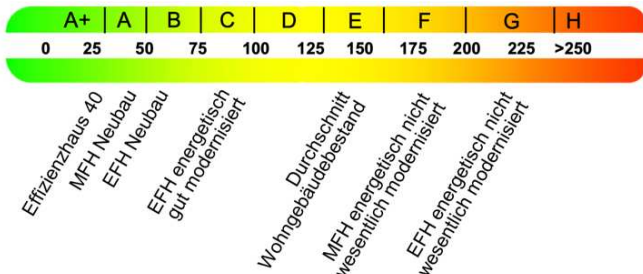 A+ A B C D E F G H
0 25 50 75 100 125 150 175 200 225 >250
Effizienzhaus 40
MFH Neubau
EFH Neubau
EFH energetisch
gut modernisiert
Durchschnitt
Wohngebäudebestand
MFH energetisch nicht
wesentlich modernisiert
EFH energetisch nicht
wesentlich modernisiert